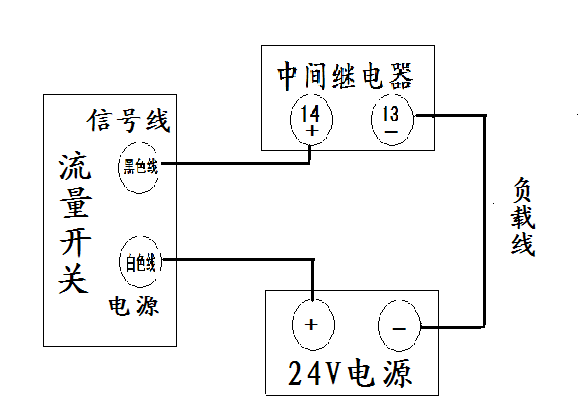 中间继电器
14
+
13
−
信号线
黑色线
流量开关
白色线
电源
负载线
+
−
24V电源